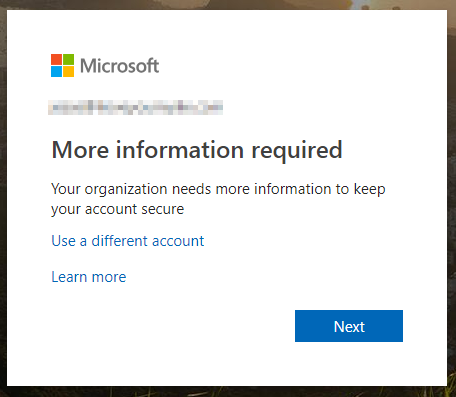 Microsoft
More information required
Your organization needs more information to keep
your account secure
Use a different account
Learn more
Next